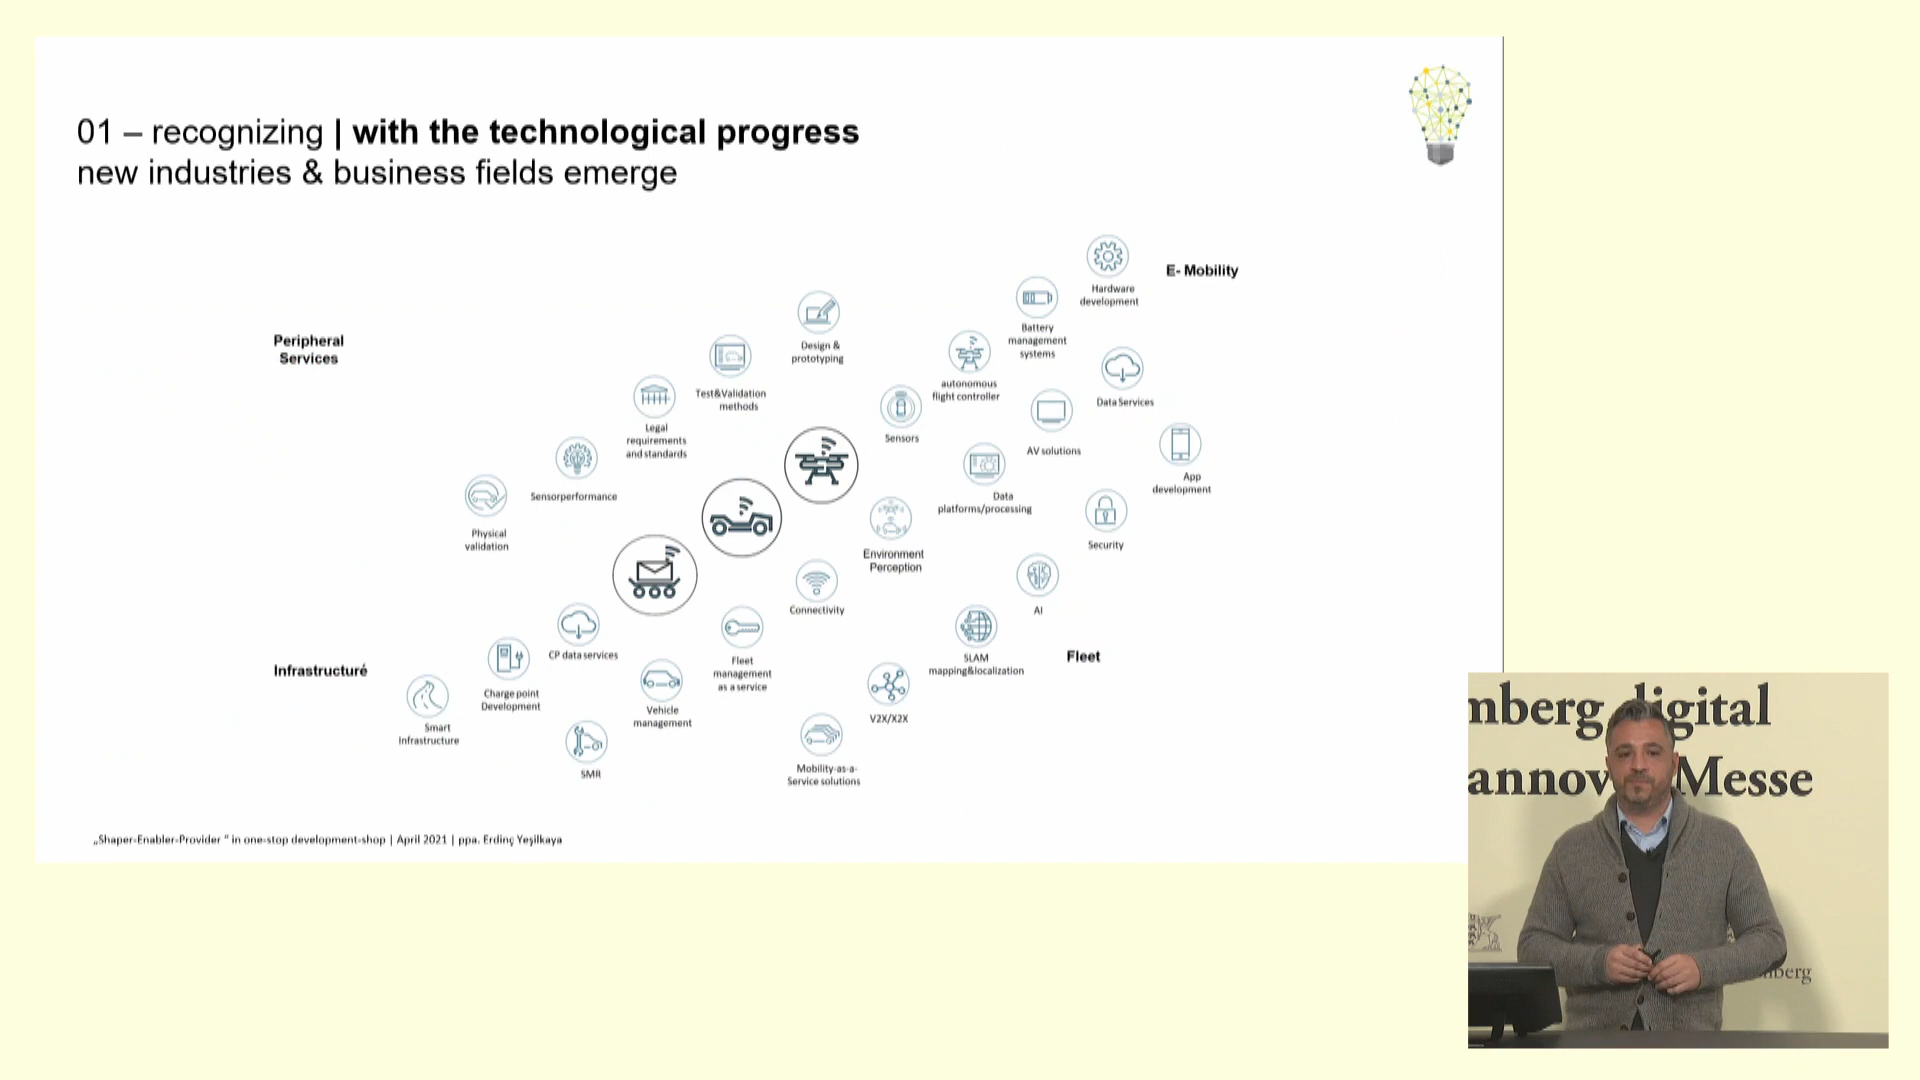 01 – recognizing | with the technological progress
new industries & business fields emerge
E- Mobility
Hardware
development
Battery
management
systems
Design &
prototyping
Peripheral
Services
autonomous
flight controller
Data Services
Test&Validation
methods
Legal
requirements
and standards
Sensors
AV solutions
App
development
Sensorperformance
Data
platforms/processing
Physical
validation
Security
Environment
Perception
Connectivity
AI
CP data services
Fleet
management
as a service
SLAM
mapping&localization
Fleet
Infrastructuré
Charge point
Development
Vehicle
management
V2X/X2X
Smart
Infrastructure
SMR
Mobility-as-a-
Service solutions
„Shaper-Enabler-Provider “ in one-stop development-shop | April 2021 | ppa. Erdinç Yeşilkaya
mberg digital
annov Messe
mberg